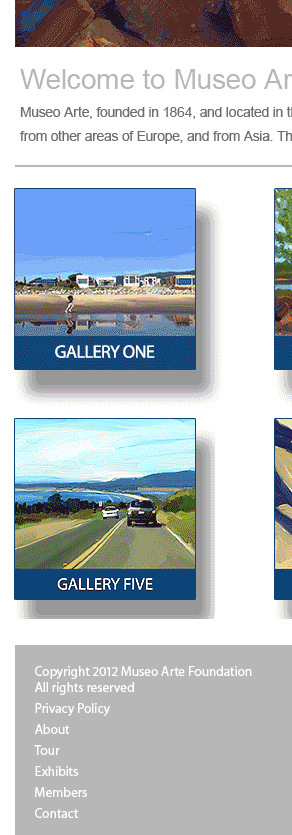 Welcome to Museo
Museo Arte, founded in 1864, and located in
from other areas of Europe, and from Asia.
GALLERY ONE
GALLERY FIVE
Copyright 2012 Museo Arte Foundation
All rights reserved
Privacy Policy
About
Tour
Exhibits
Members
Contact